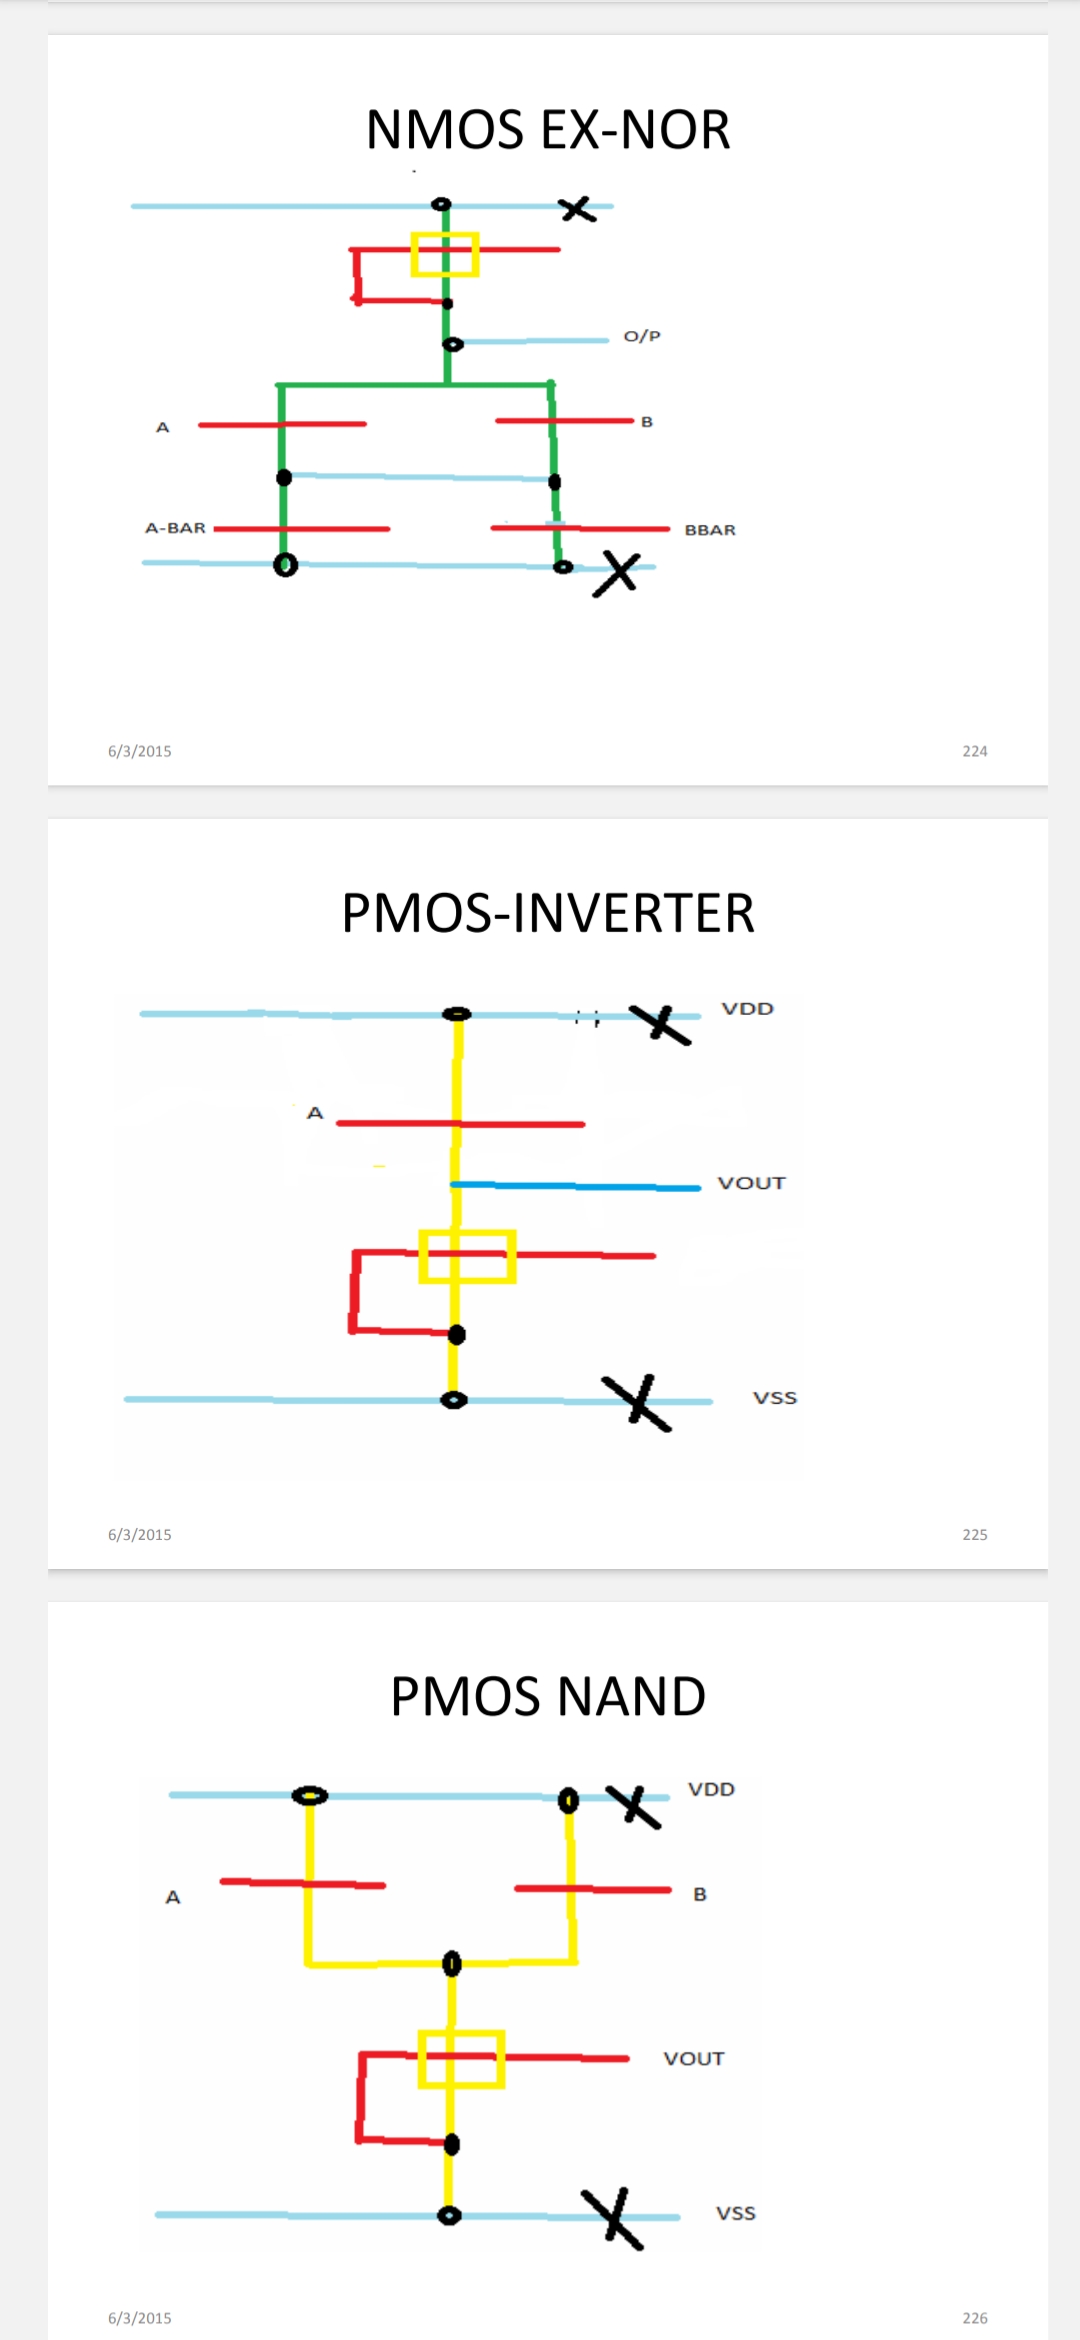 NMOS EX-NOR
O/P
A
B
A-BAR
BBAR
6/3/2015
224
PMOS-INVERTER
VDD
A
VOUT
VSS
6/3/2015
225
PMOS NAND
VDD
A
B
VOUT
VSS
6/3/2015
226